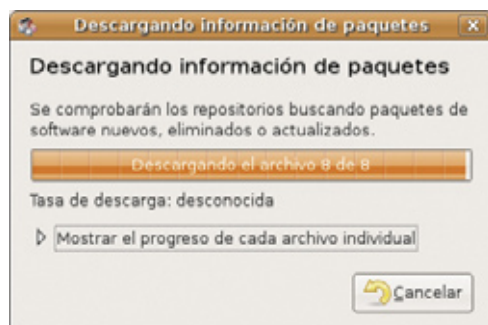 Descargando información de paquetes
Descargando información de paquetes
Se comprobarán los repositorios buscando paquetes de
software nuevos, eliminados o actualizados.
Descargando el archivo 8 de 8
Tasa de descarga: desconocida
Mostrar el progreso de cada archivo individual
Cancelar